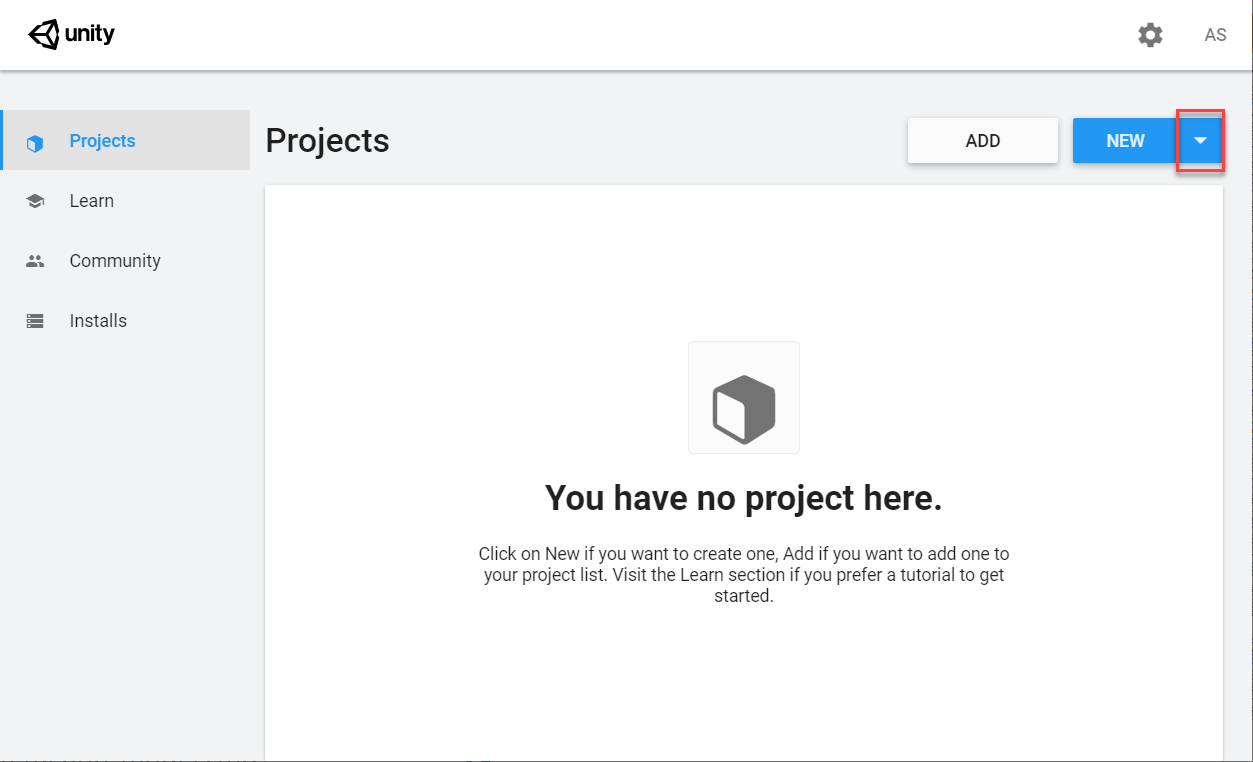 unity
AS
Projects
Learn
Community
Installs
Projects
ADD
NEW
You have no project here.
Click on New if you want to create one, Add if you want to add one to
your project list. Visit the Learn section if you prefer a tutorial to get
started.